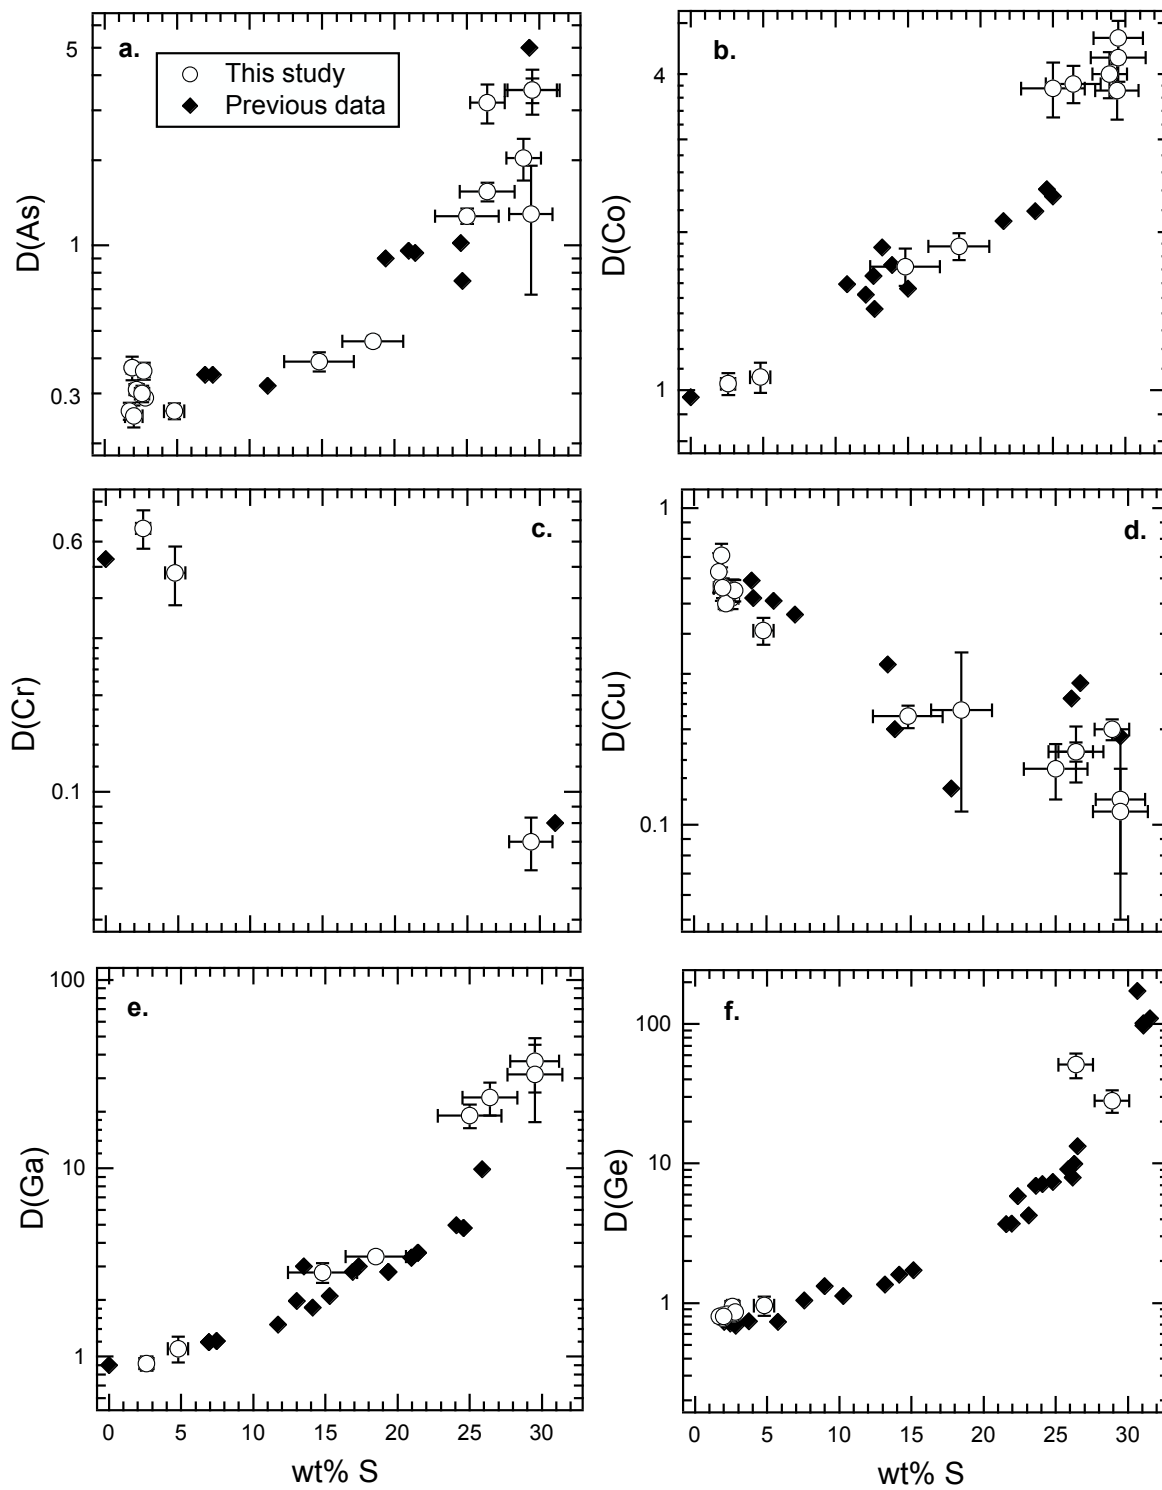 a.
This study
Previous data
5
1
0.3
D(As)
b.
4
1
D(Co)
c.
0.6
0.1
D(Cr)
d.
1
0.1
D(Cu)
e.
100
10
1
D(Ga)
0 5 10 15 20 25 30
wt% S
f.
100
10
1
D(Ge)
0 5 10 15 20 25 30
wt% S